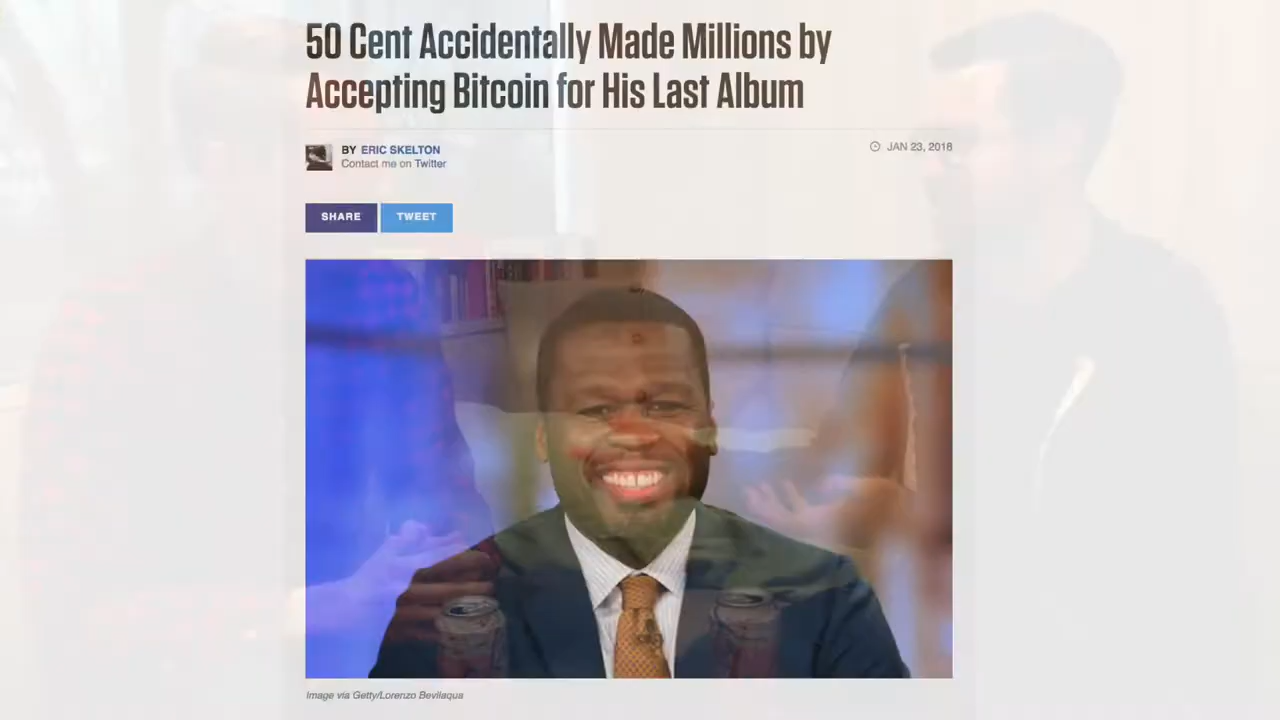 50 Cent Accidentally Made Millions by
Accepting Bitcoin for His Last Album
BY ERIC SKELTON
JAN 23, 2018
Contact me on Twitter
SHARE
TWEET
Image via Getty/Lorenzo Bevilaqua